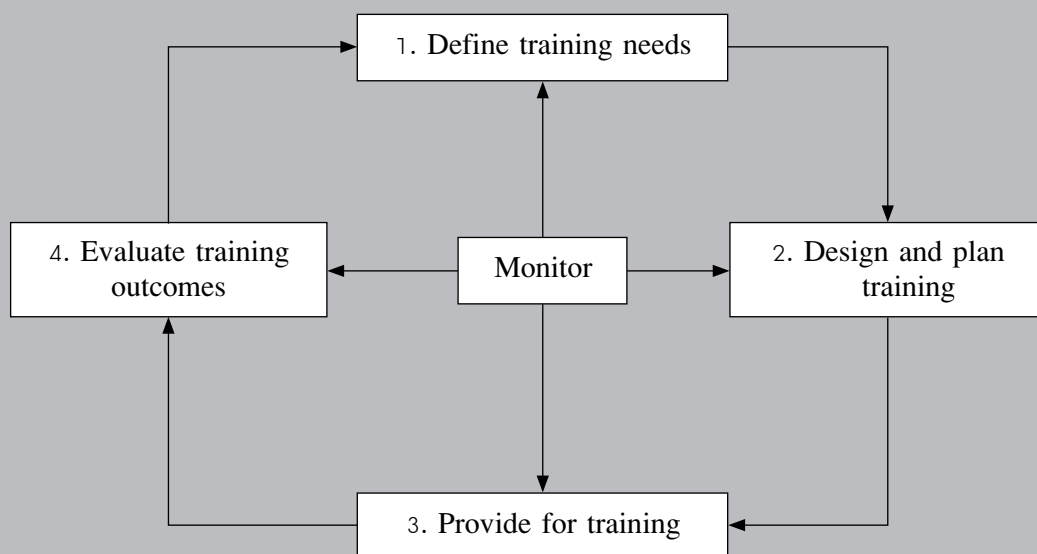 1. Define training needs
4. Evaluate training
outcomes
Monitor
2. Design and plan
training
3. Provide for training